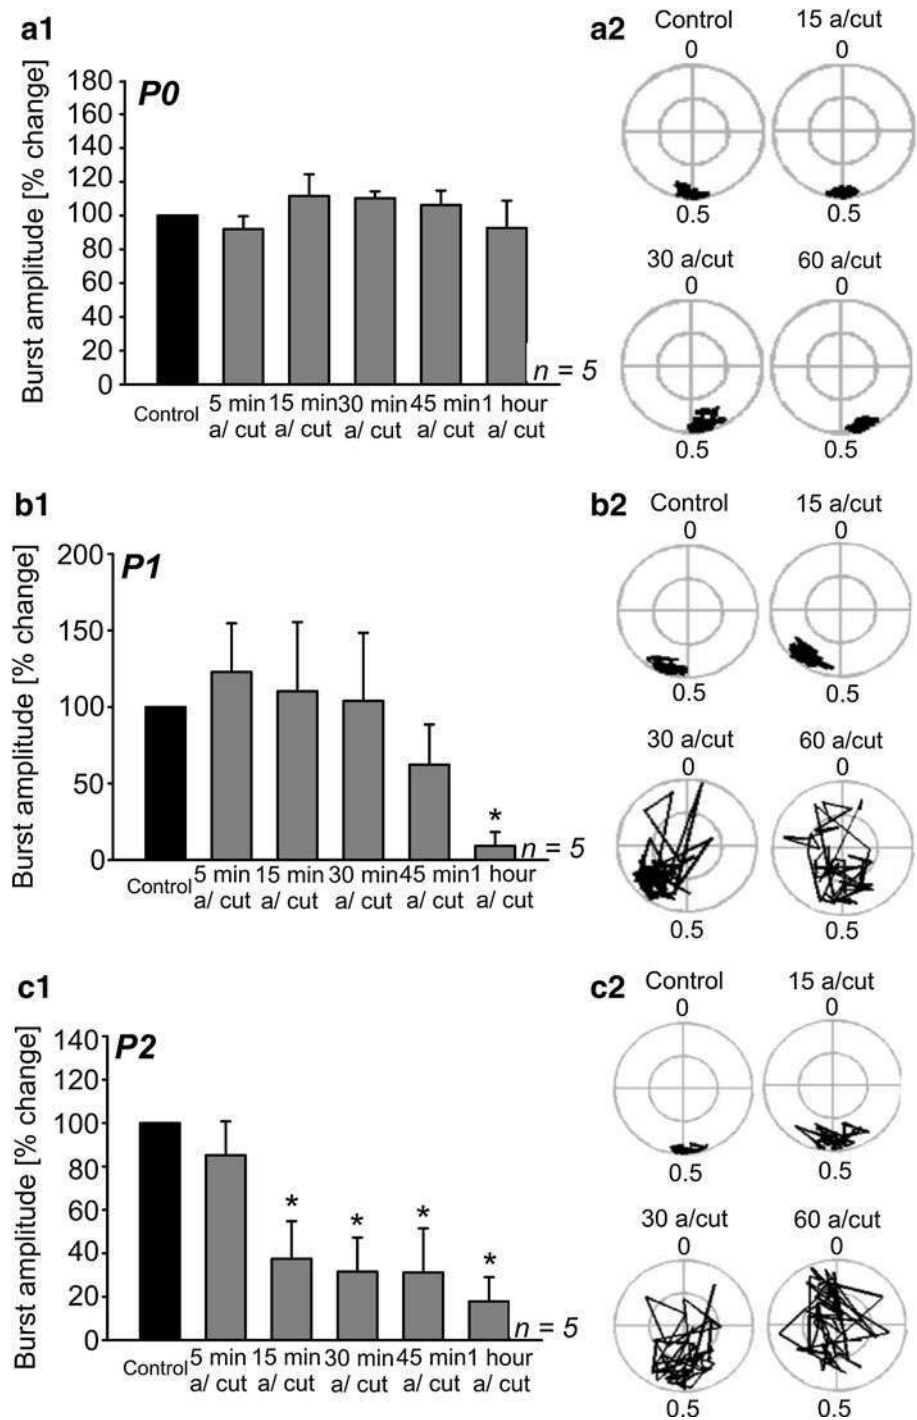 a1
P0
Burst amplitude [% change]
180
160
140
120
100
80
60
40
20
0
Control
5 min 15 min 30 min 45 min 1 hour
a/ cut a/ cut a/ cut a/ cut a/ cut
n = 5
a2
Control 15 a/cut
0 0
0.5 0.5
30 a/cut 60 a/cut
0 0
0.5 0.5
b1
P1
Burst amplitude [% change]
200
150
100
50
0
*
Control
5 min 15 min 30 min 45 min 1 hour
a/ cut a/ cut a/ cut a/ cut a/ cut
n = 5
b2
Control 15 a/cut
0 0
0.5 0.5
30 a/cut 60 a/cut
0 0
0.5 0.5
c1
P2
Burst amplitude [% change]
140
120
100
80
60
40
20
0
* * * *
Control
5 min 15 min 30 min 45 min 1 hour
a/ cut a/ cut a/ cut a/ cut a/ cut
n = 5
c2
Control 15 a/cut
0 0
0.5 0.5
30 a/cut 60 a/cut
0 0
0.5 0.5